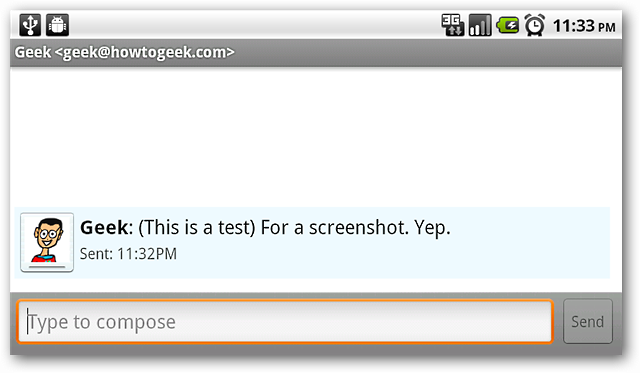 3G 11:33 PM
Geek <geek@howtogeek.com>
Geek: (This is a test) For a screenshot. Yep.
Sent: 11:32PM
Type to compose
Send